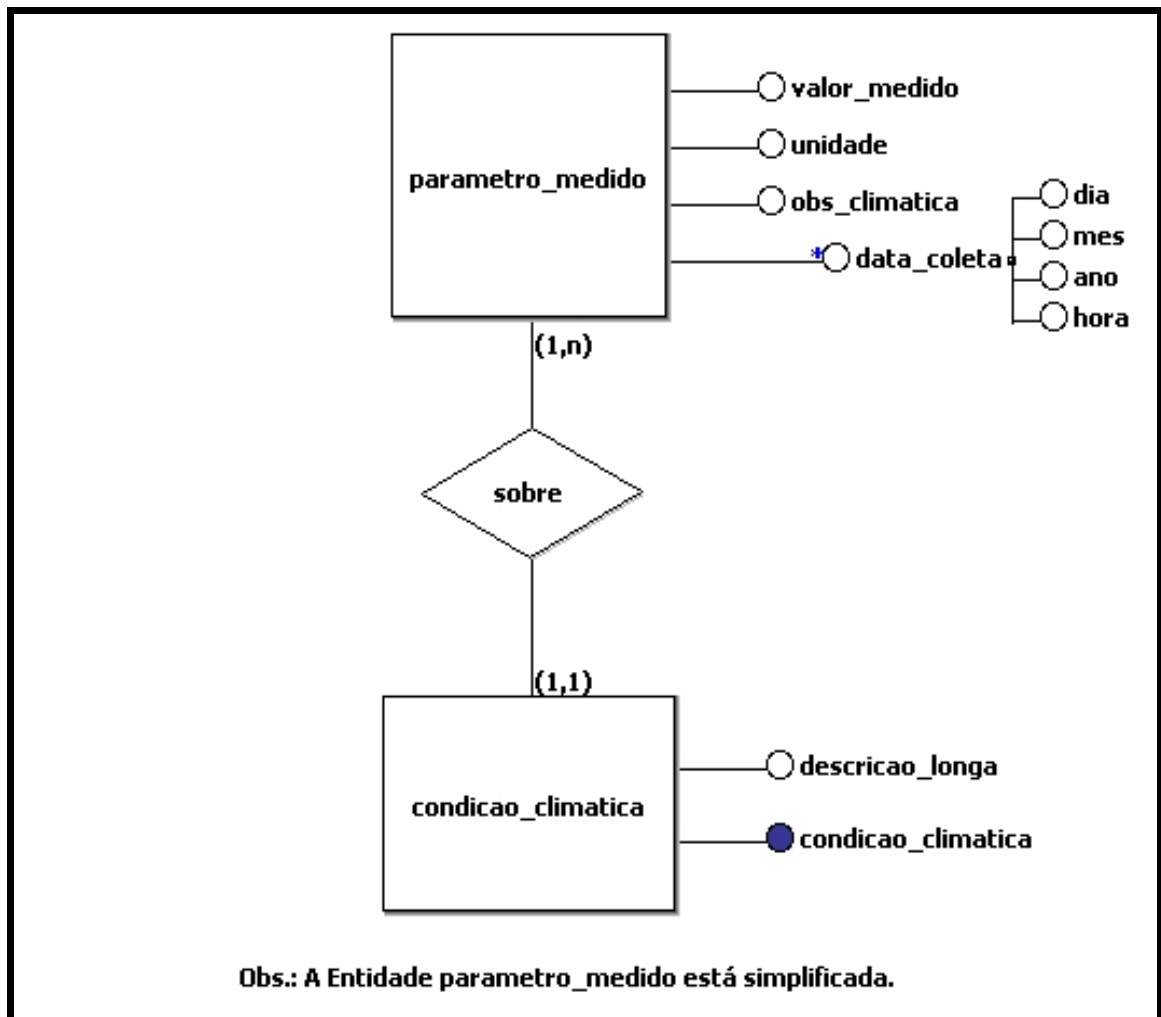 valor_medido
unidade
parametro_medido
obs_climatica
dia
mes
*data_coleta
ano
hora
(1,n)
sobre
(1,1)
descricao_longa
condicao_climatica
condicao_climatica
Obs.: A Entidade parametro_medido está simplificada.